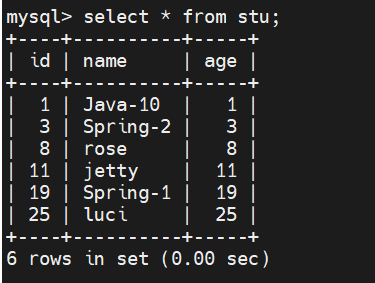 mysql> select * from stu;
+----+----------+-----+
| id | name     | age |
+----+----------+-----+
|  1 | Java-10  |   1 |
|  3 | Spring-2 |   3 |
|  8 | rose     |   8 |
| 11 | jetty    |  11 |
| 19 | Spring-1 |  19 |
| 25 | luci     |  25 |
+----+----------+-----+
6 rows in set (0.00 sec)